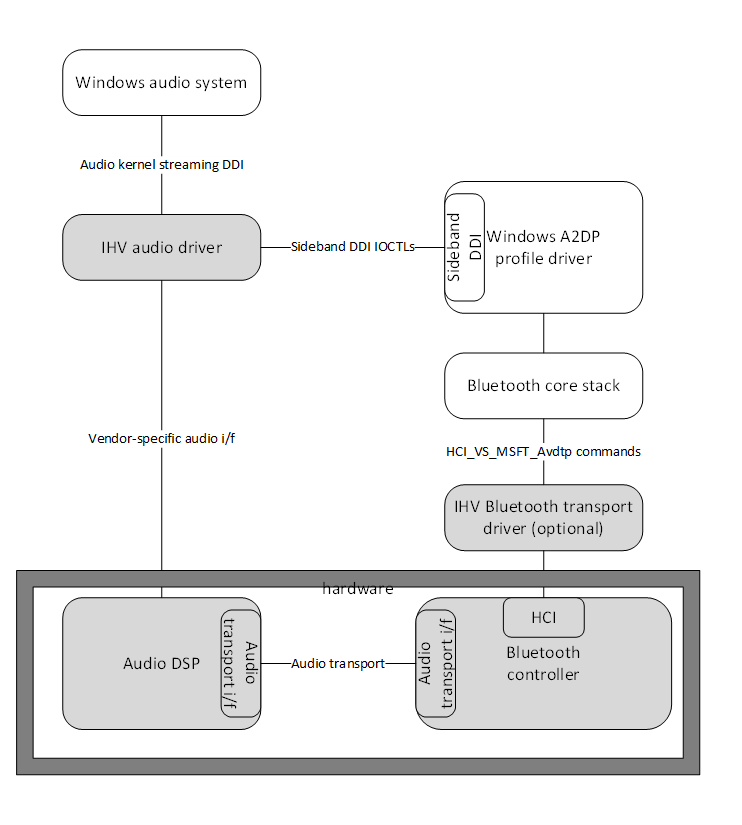 Windows audio system
Audio kernel streaming DDI
IHV audio driver
Sideband DDI IOCTLs
Sideband
DDI
Windows A2DP
profile driver
Bluetooth core stack
Vendor-specific audio i/f
HCI_VS_MSFT_Avdtp commands
IHV Bluetooth transport
driver (optional)
hardware
Audio DSP
Audio
transport i/f
Audio transport
Audio
transport i/f
HCI
Bluetooth
controller